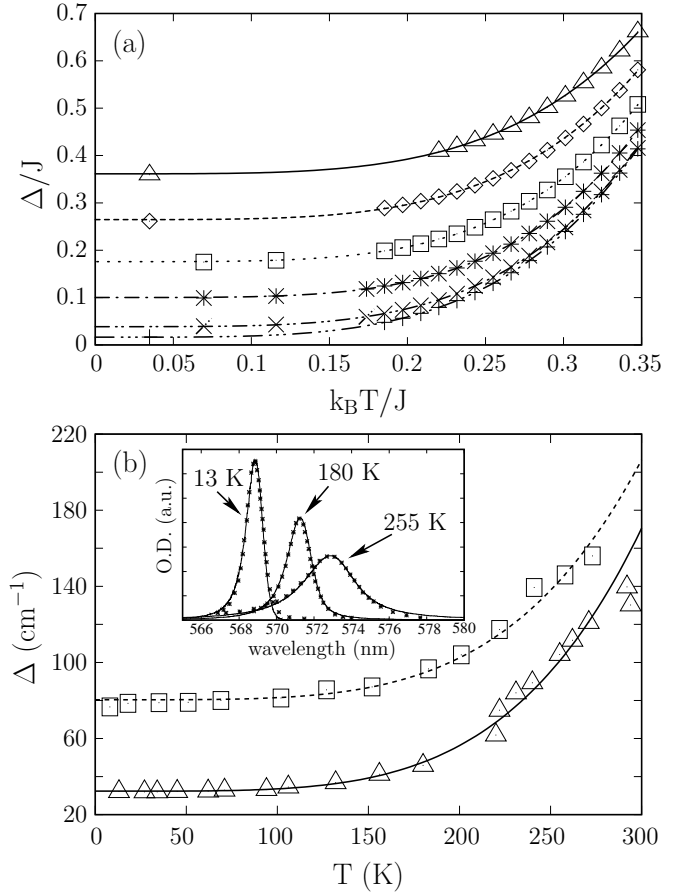 0.7
(a)
0.6
0.5
0.4
0.3
0.2
0.1
0
Δ/J
0 0.05 0.1 0.15 0.2 0.25 0.3 0.35
k_BT/J
220
(b)
180
140
100
60
20
Δ (cm⁻¹)
13 K
180 K
255 K
O.D. (a.u.)
566 568 570 572 574 576 578 580
wavelength (nm)
0 50 100 150 200 250 300
T (K)